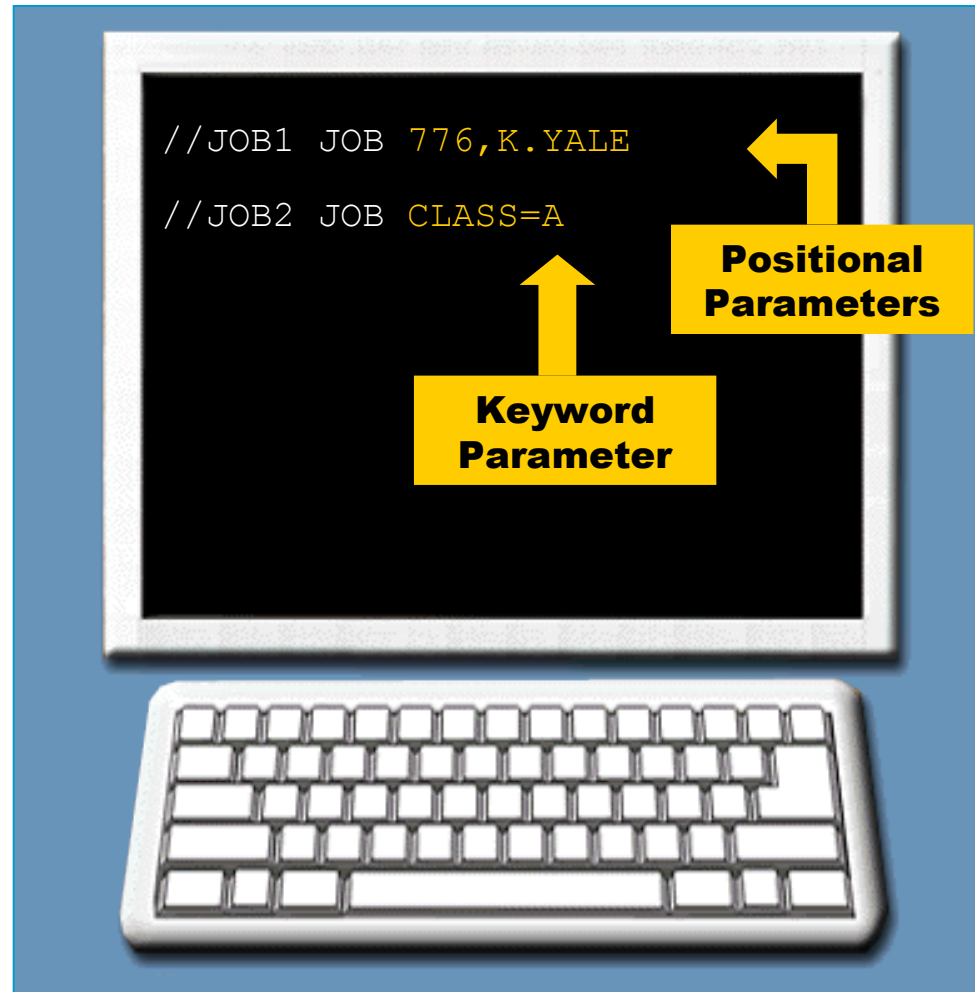 //JOB1 JOB 776,K.YALE
//JOB2 JOB CLASS=A
Positional
Parameters
Keyword
Parameter